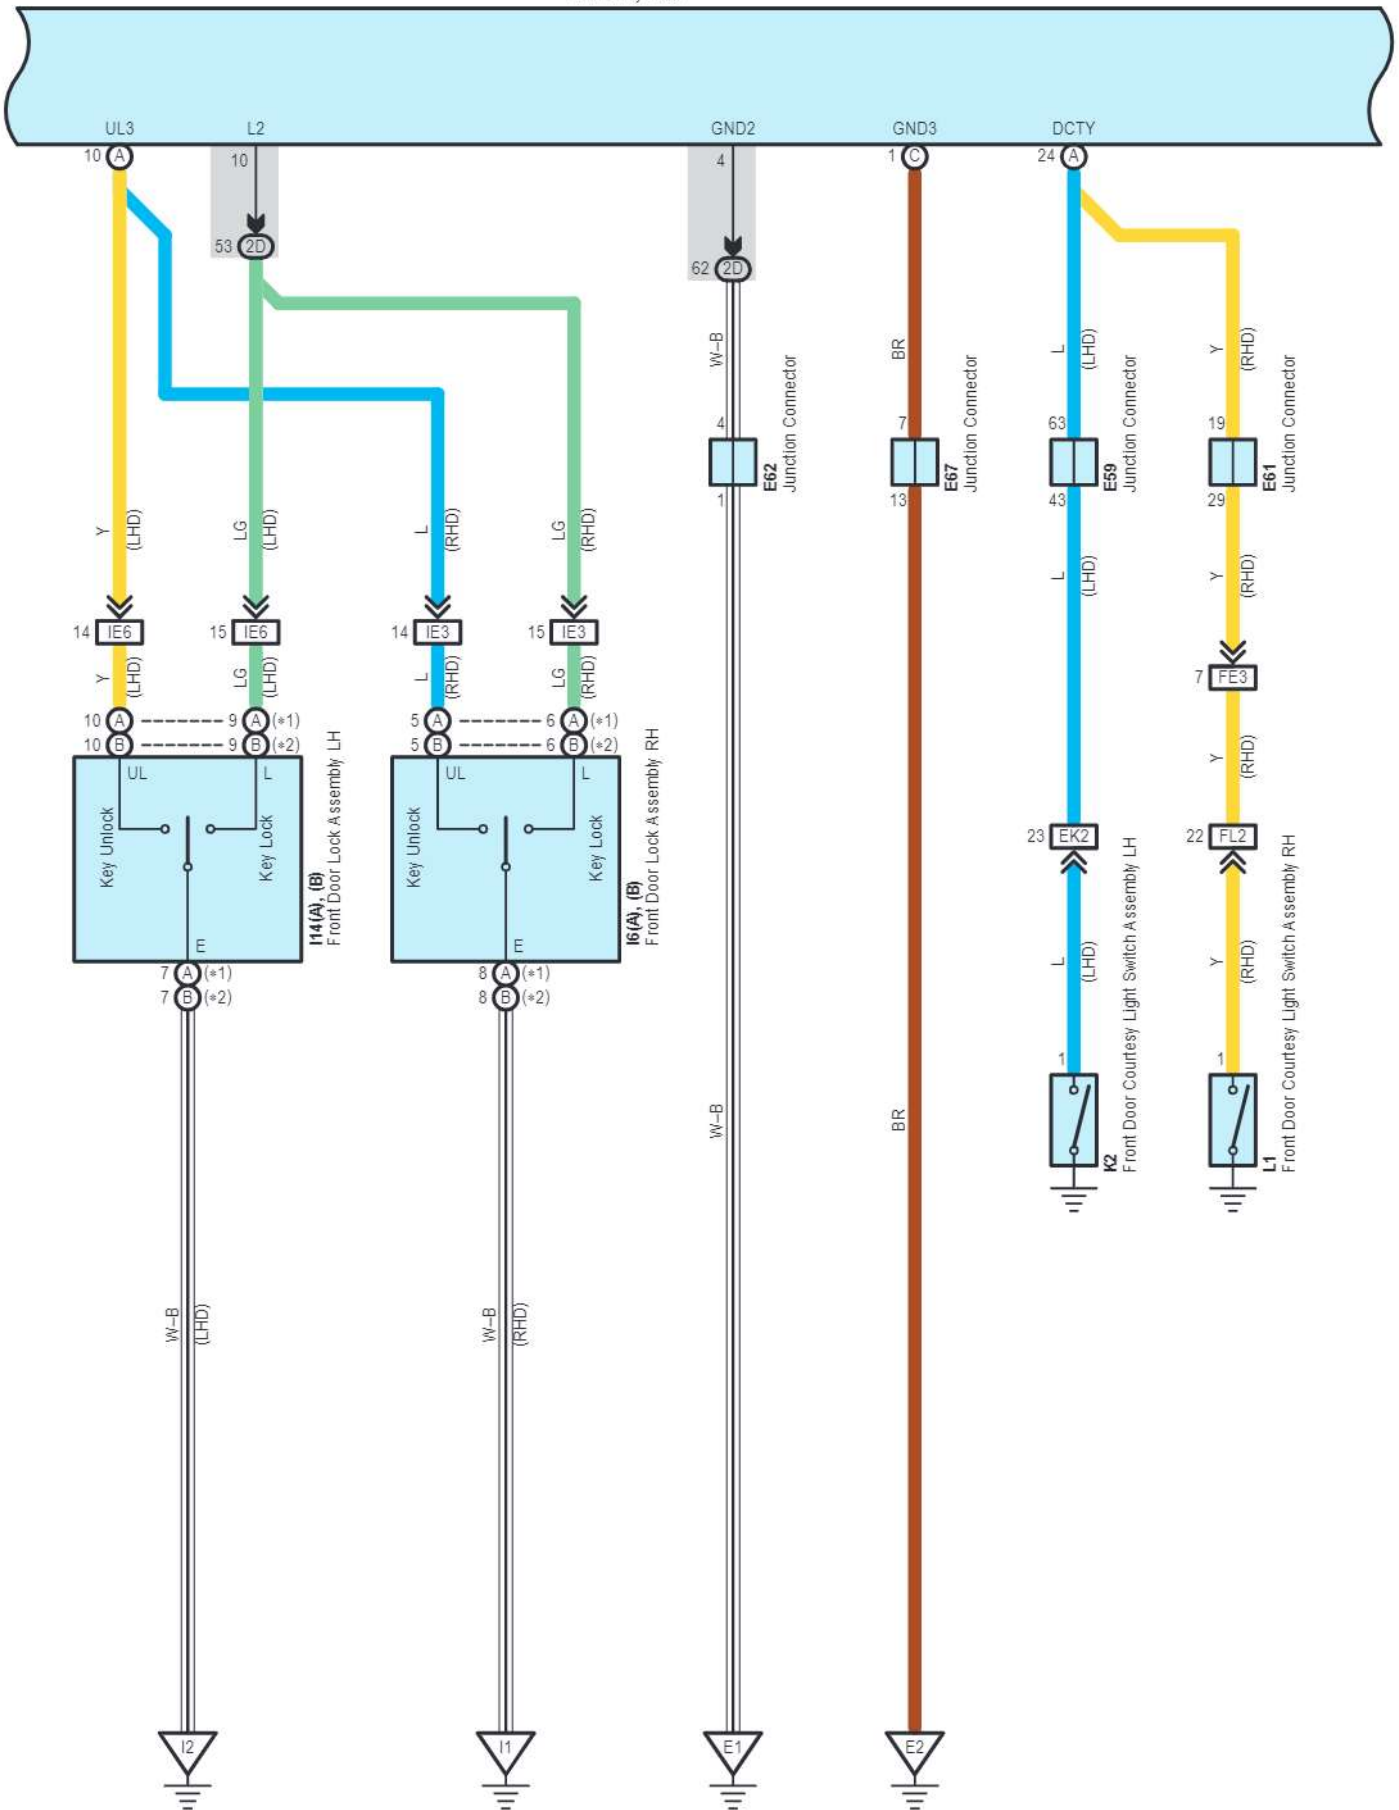 UL3 L2 GND2 GND3 DCTY
10 A 10 4 1 C 24 A
53 2D
62 2D
W–B BR L (LHD) Y (RHD)
4 7 63 19
E62 Junction Connector
E67 Junction Connector
E59 Junction Connector
E61 Junction Connector
1 13 43 29
Y (LHD) LG (LHD) L (RHD) LG (RHD)
L (LHD) Y (RHD)
14 IE6 15 IE6 14 IE3 15 IE3
7 FE3
Y (LHD) LG (LHD) L (RHD) LG (RHD)
10 A 9 A (*1) 5 A 6 A (*1)
10 B 9 B (*2) 5 B 6 B (*2)
Y (RHD)
UL L UL L
Key Unlock Key Lock Key Unlock Key Lock
23 EK2 22 FL2
I14(A), (B)
Front Door Lock Assembly LH
I6(A), (B)
Front Door Lock Assembly RH
E E
7 A (*1) 8 A (*1)
7 B (*2) 8 B (*2)
L (LHD) Y (RHD)
1 1
K2
Front Door Courtesy Light Switch Assembly LH
L1
Front Door Courtesy Light Switch Assembly RH
W–B BR
W–B (LHD) W–B (RHD)
I2 I1 E1 E2